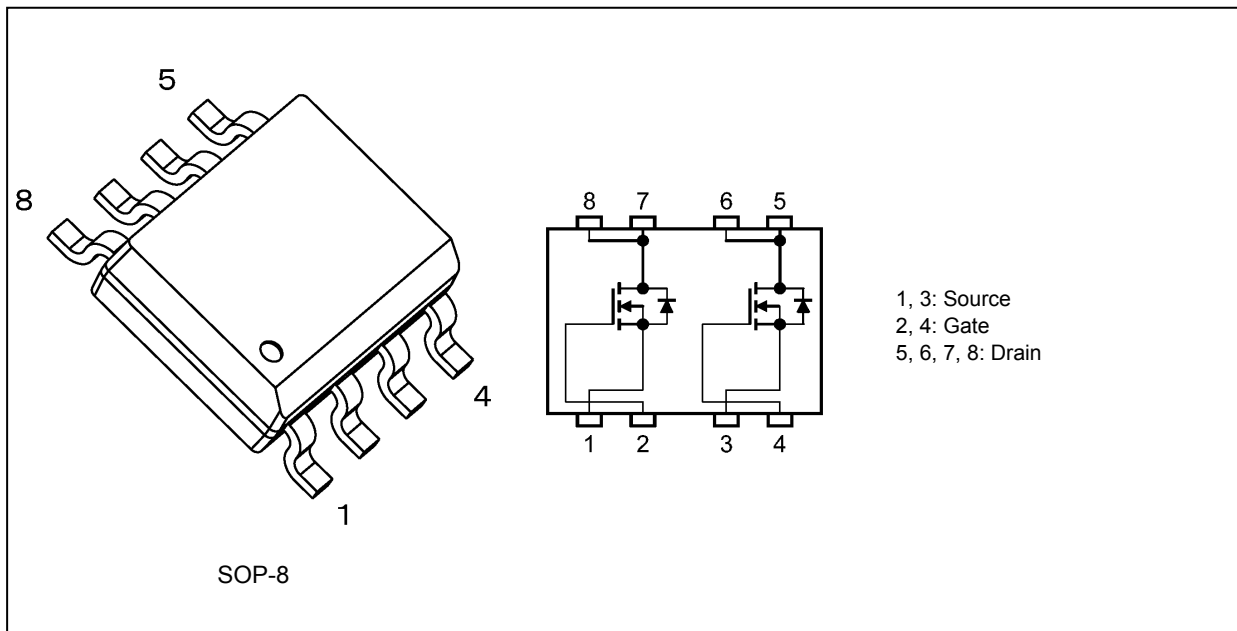 5
8
4
1
SOP-8
8 7 6 5
1 2 3 4
1, 3: Source
2, 4: Gate
5, 6, 7, 8: Drain